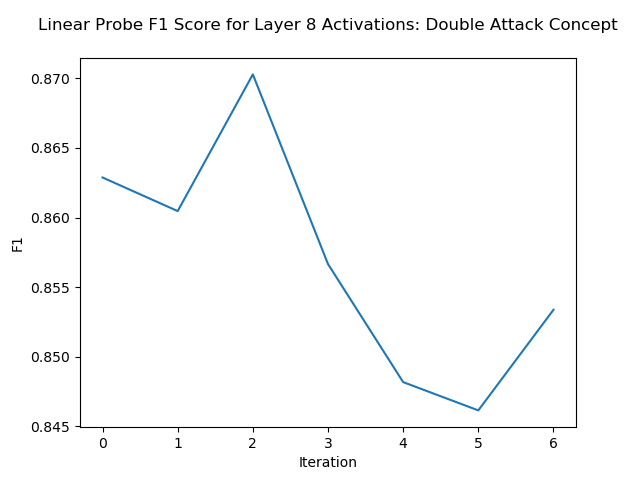 Linear Probe F1 Score for Layer 8 Activations: Double Attack Concept
0.870
0.865
0.860
0.855
0.850
0.845
F1
0 1 2 3 4 5 6
Iteration